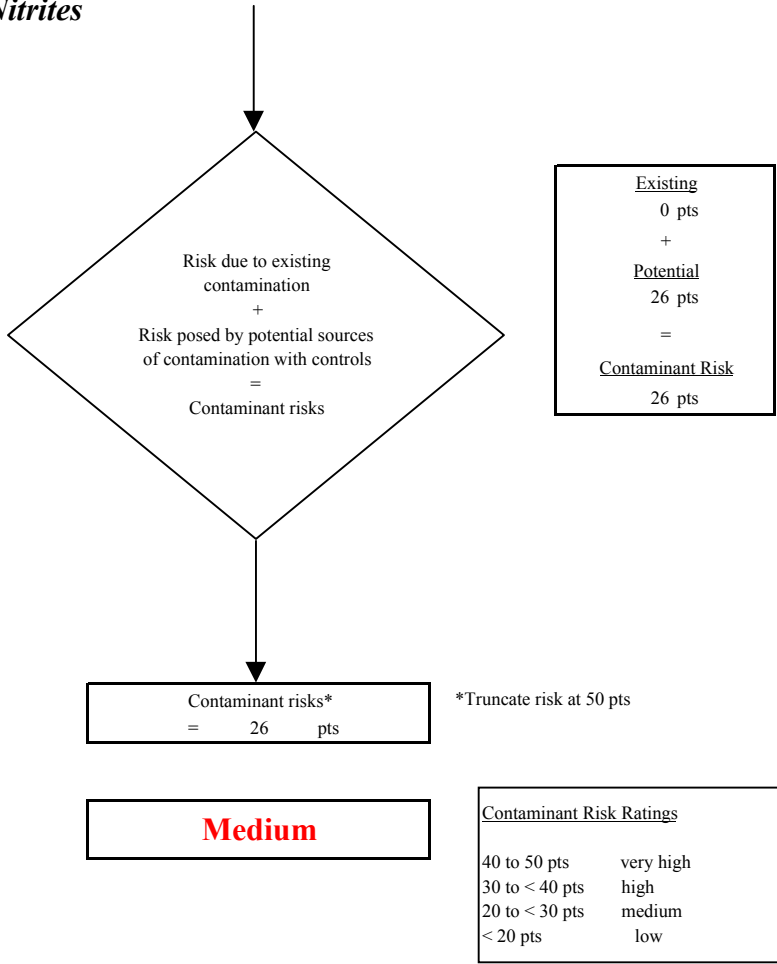 Nitrites
Risk due to existing
contamination
+
Risk posed by potential sources
of contamination with controls
=
Contaminant risks
Existing
0 pts
+
Potential
26 pts
=
Contaminant Risk
26 pts
Contaminant risks*
= 26 pts
*Truncate risk at 50 pts
Medium
Contaminant Risk Ratings
40 to 50 pts very high
30 to < 40 pts high
20 to < 30 pts medium
< 20 pts low